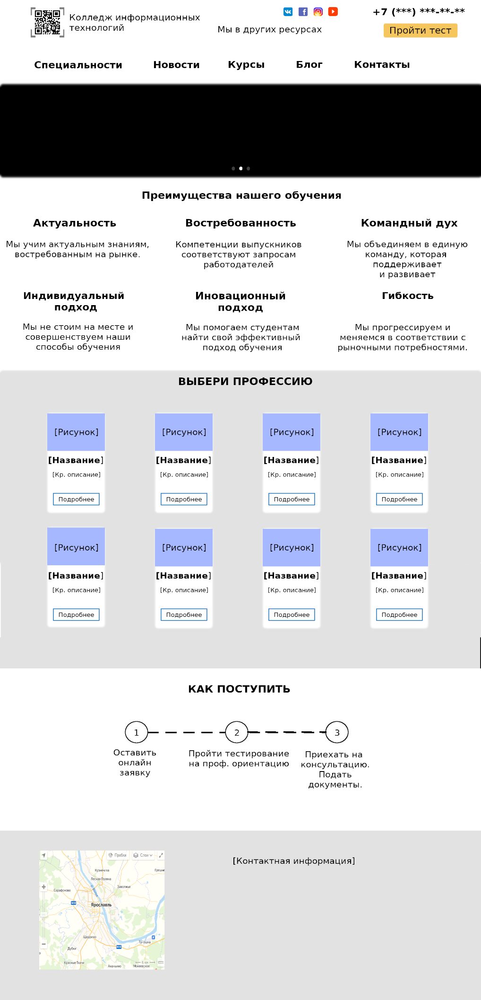 Колледж информационных
технологий
Мы в других ресурсах
+7 (***) ***-**-**
Пройти тест
Специальности
Новости
Курсы
Блог
Контакты
Преимущества нашего обучения
Актуальность
Мы учим актуальным знаниям,
востребованным на рынке.
Востребованность
Компетенции выпускников
соответствуют запросам
работодателей
Командный дух
Мы объединяем в единую
команду, которая
поддерживает
и развивает
Индивидуальный
подход
Мы не стоим на месте и
совершенствуем наши
способы обучения
Иновационный
подход
Мы помогаем студентам
найти свой эффективный
подход обучения
Гибкость
Мы прогрессируем и
меняемся в соответствии с
рыночными потребностями.
ВЫБЕРИ ПРОФЕССИЮ
[Рисунок]
[Название]
[Кр. описание]
Подробнее
[Рисунок]
[Название]
[Кр. описание]
Подробнее
[Рисунок]
[Название]
[Кр. описание]
Подробнее
[Рисунок]
[Название]
[Кр. описание]
Подробнее
[Рисунок]
[Название]
[Кр. описание]
Подробнее
[Рисунок]
[Название]
[Кр. описание]
Подробнее
[Рисунок]
[Название]
[Кр. описание]
Подробнее
[Рисунок]
[Название]
[Кр. описание]
Подробнее
КАК ПОСТУПИТЬ
1
Оставить
онлайн
заявку
2
Пройти тестирование
на проф. ориентацию
3
Приехать на
консультацию.
Подать
документы.
Пробки
Слои
Кузнечиха
Лесная Поляна
Заволжье
Сарафоново
р. Волга
М-8
Ярославль
Щедрино
Туношна
М-8
Дубки
Красные Ткачи
Ананьино
Мокеевское
6 км
[Контактная информация]